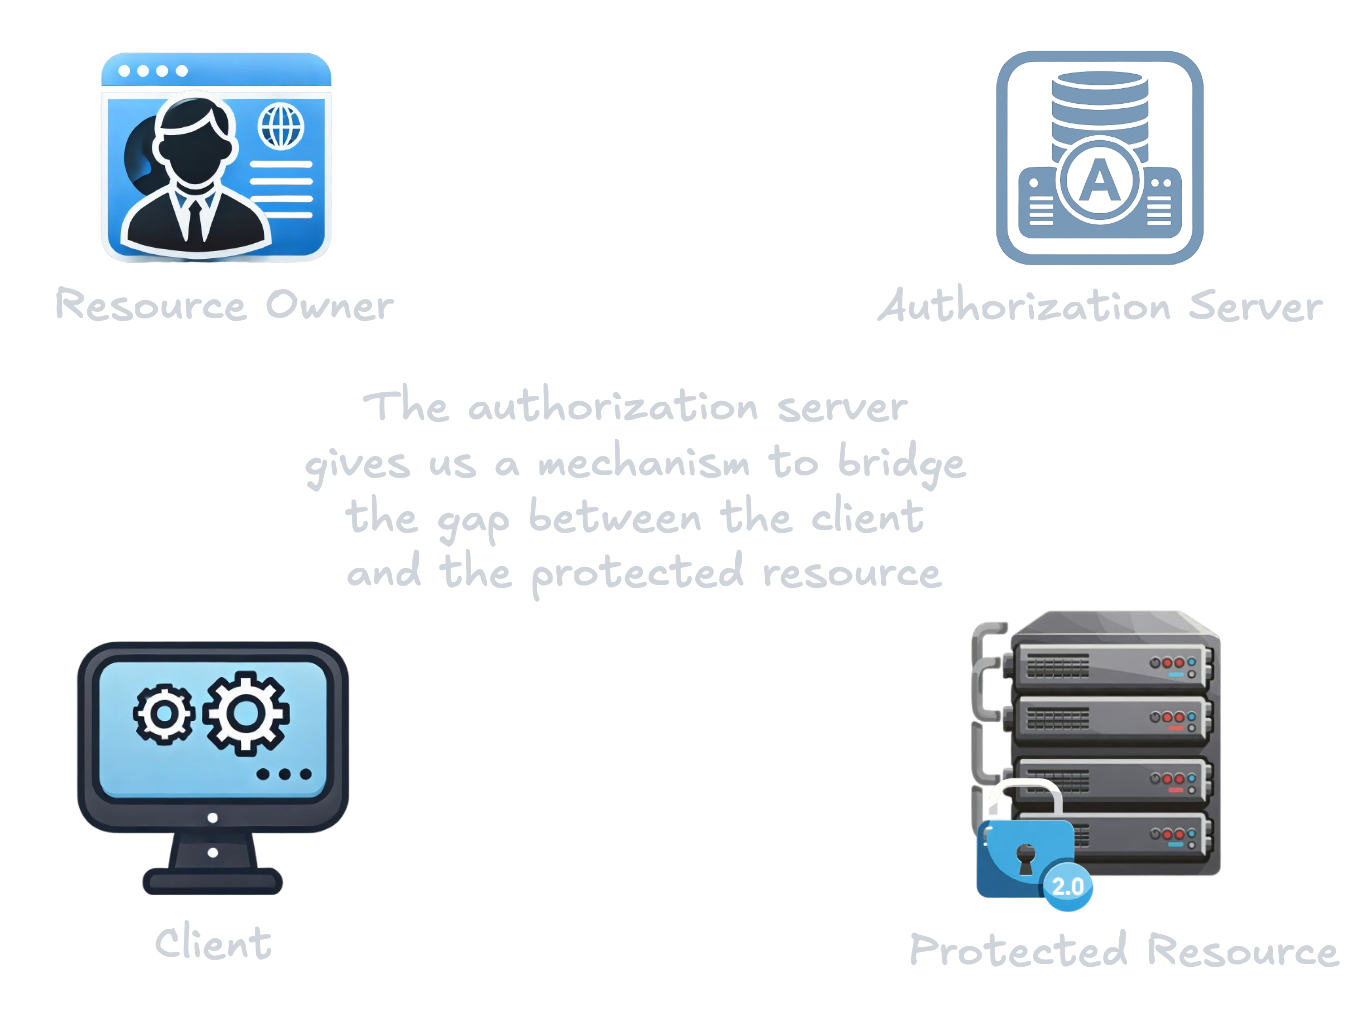 A
Resource Owner
Authorization Server
The authorization server
gives us a mechanism to bridge
the gap between the client
and the protected resource
2.0
Client
Protected Resource